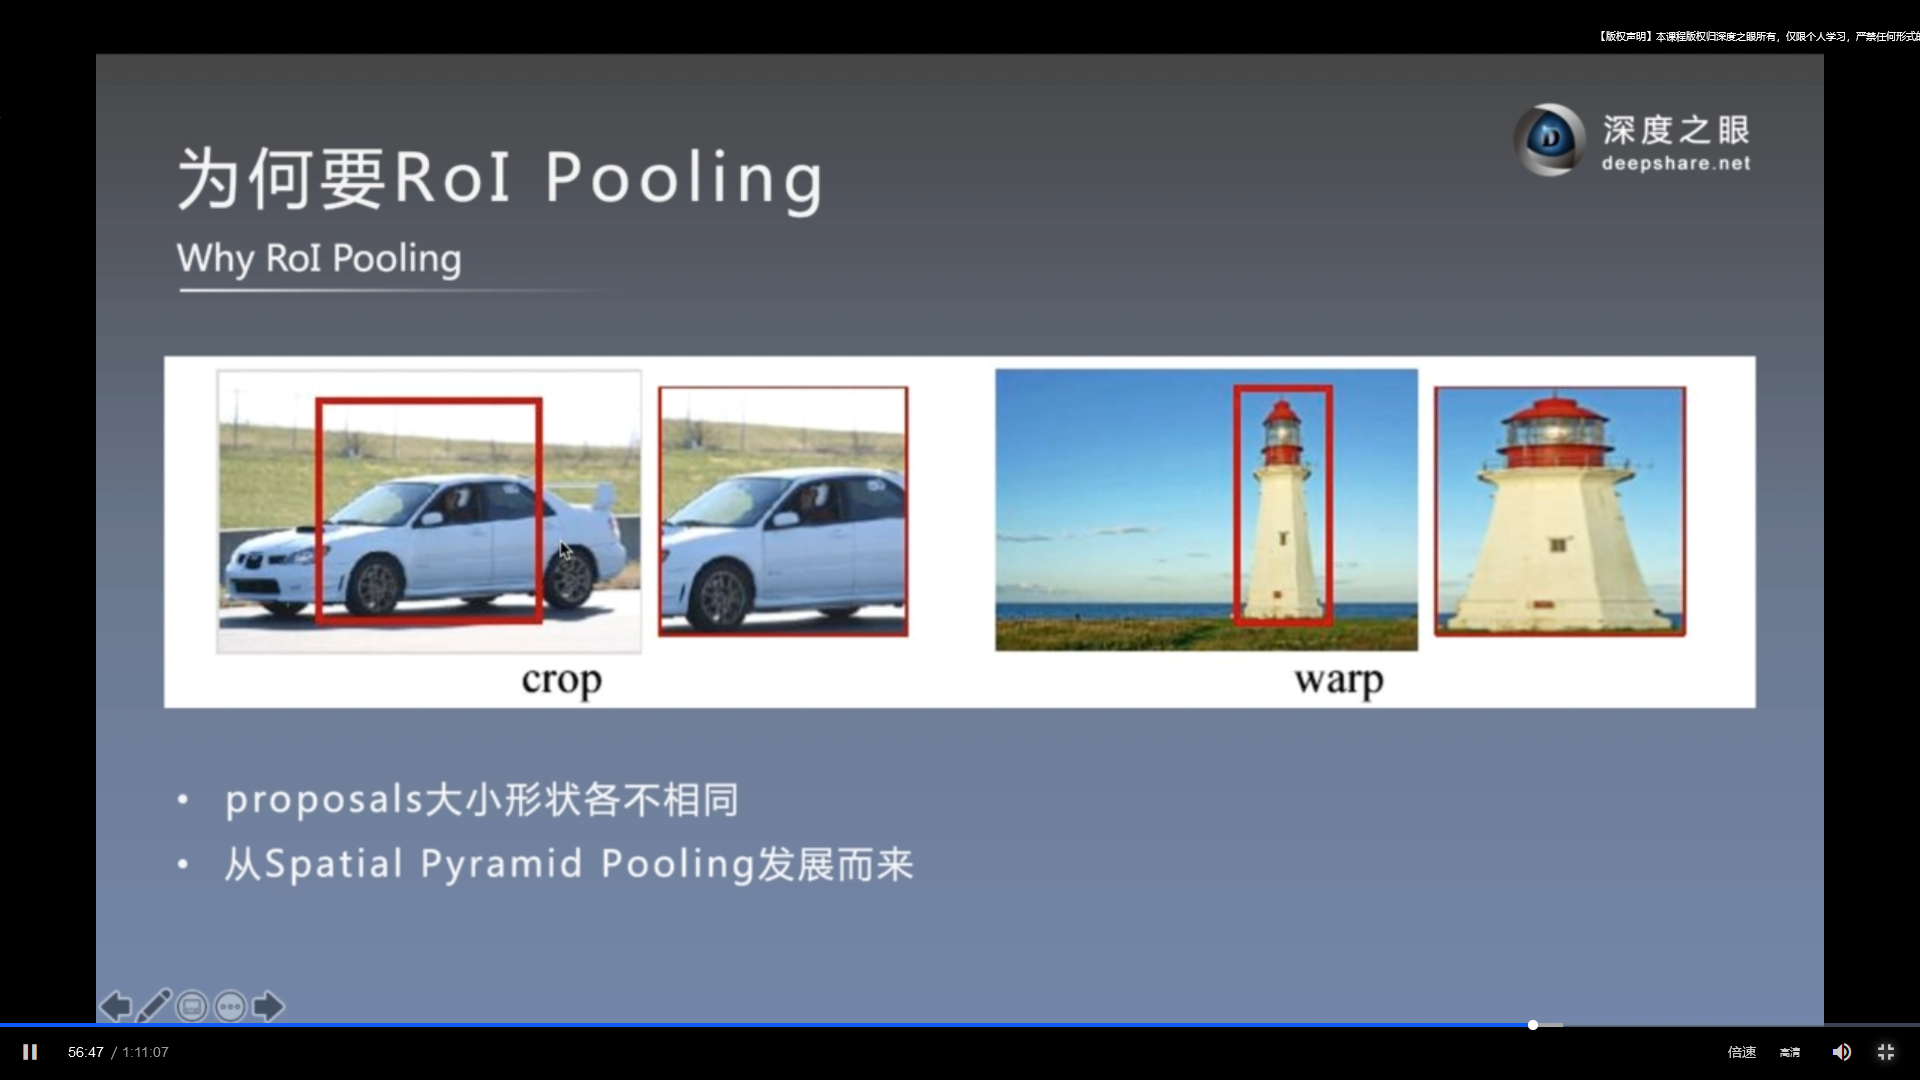 【版权声明】本课程版权归深度之眼所有，仅限个人学习，严禁任何形式
深度之眼
deepshare.net
为何要RoI Pooling
Why RoI Pooling
crop
warp
• proposals大小形状各不相同
• 从Spatial Pyramid Pooling发展而来
56:47 / 1:11:07
倍速
高清